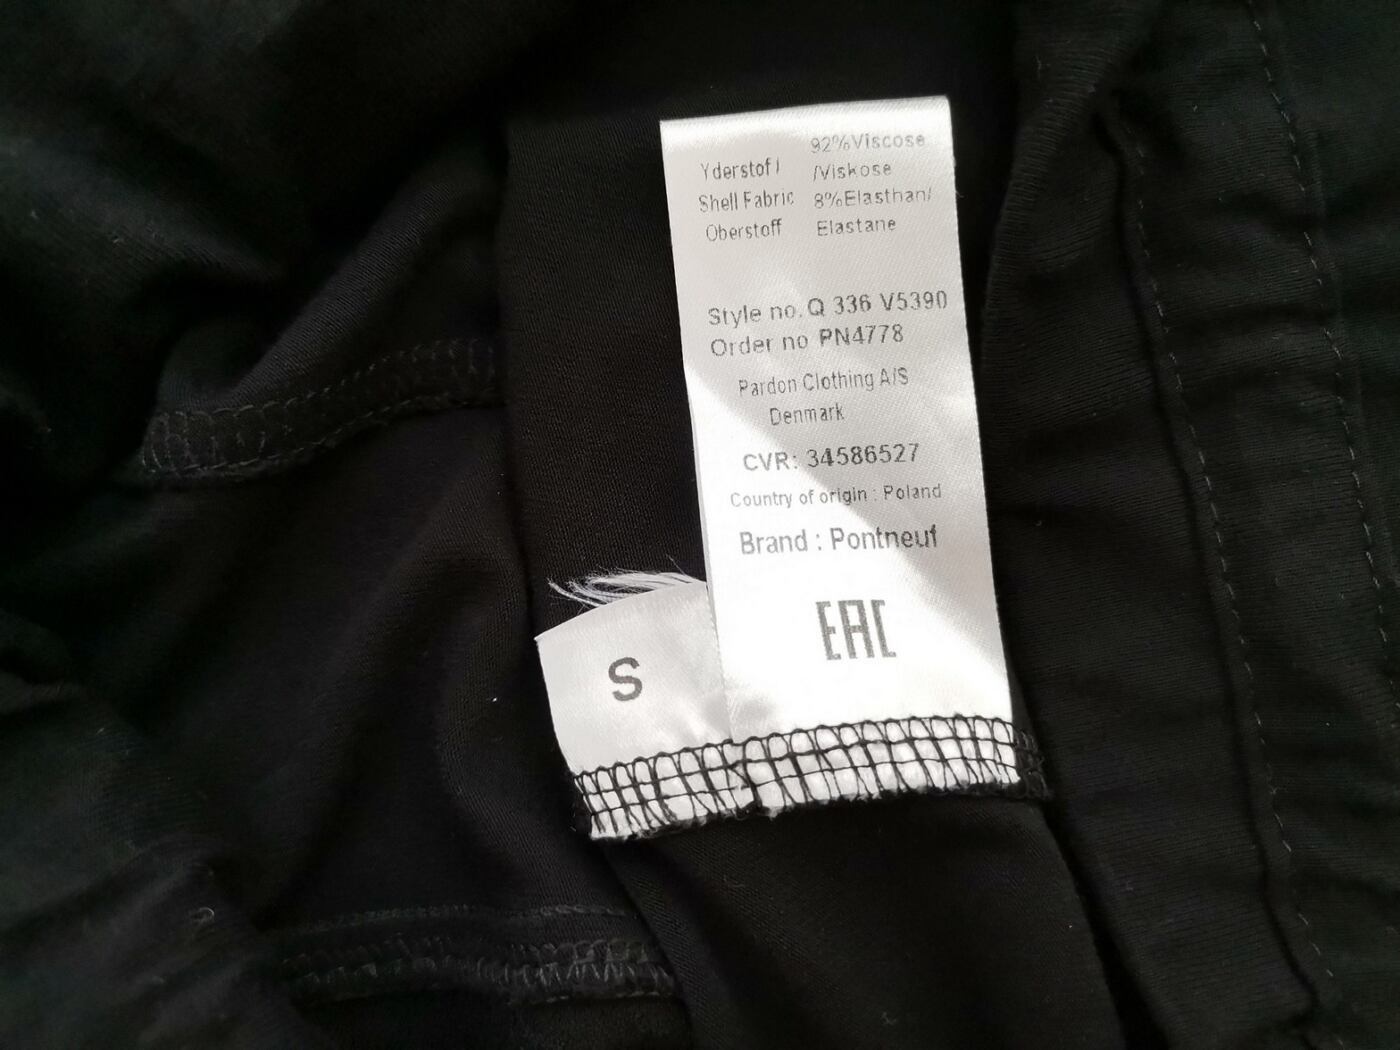 92%Viscose
Yderstof / /Viskose
Shell Fabric 8%Elasthan/
Oberstoff Elastane
Style no. Q 336 V5390
Order no PN4778
Pardon Clothing A/S
Denmark
CVR: 34586527
Country of origin : Poland
Brand : Pontneuf
EAC
S